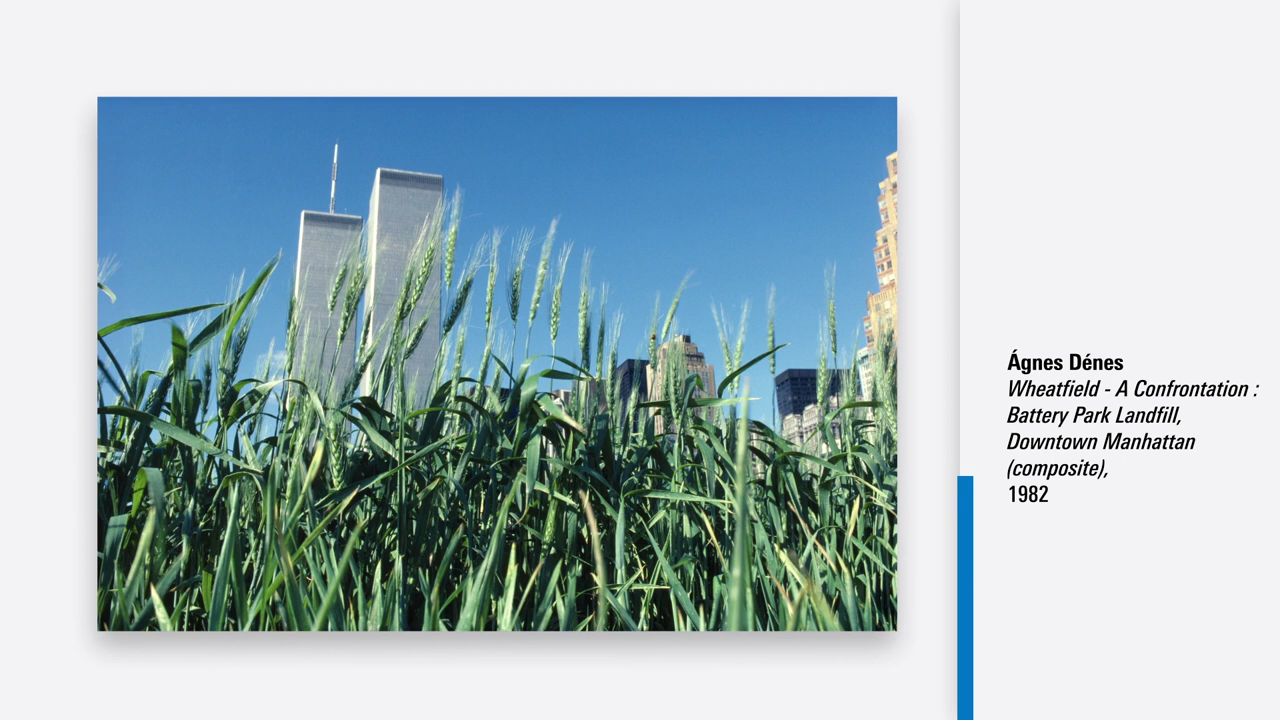 Ágnes Dénes
Wheatfield - A Confrontation :
Battery Park Landfill,
Downtown Manhattan
(composite),
1982